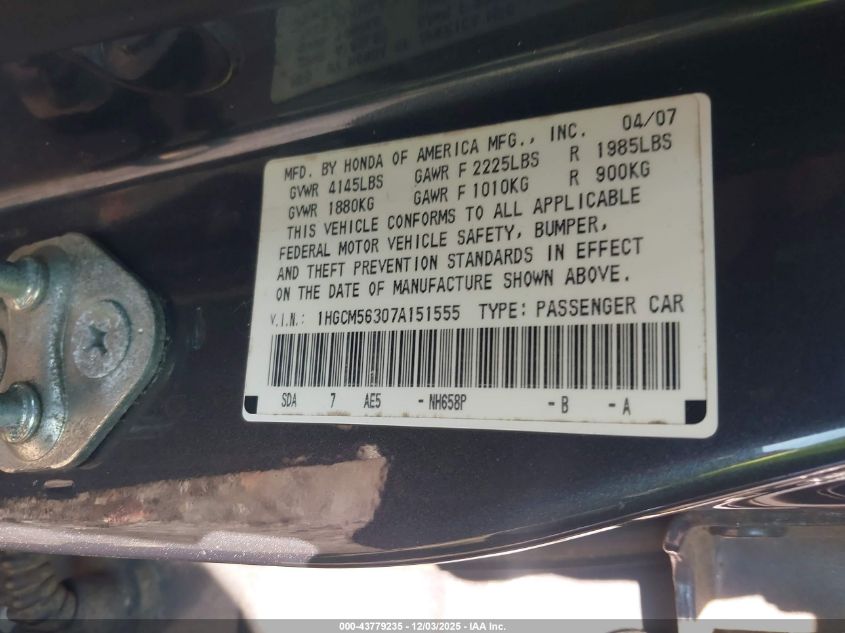 MFD. BY HONDA OF AMERICA MFG., INC. 04/07
GVWR 4145LBS GAWR F 2225LBS R 1985LBS
GVWR 1880KG GAWR F 1010KG R 900KG
THIS VEHICLE CONFORMS TO ALL APPLICABLE
FEDERAL MOTOR VEHICLE SAFETY, BUMPER,
AND THEFT PREVENTION STANDARDS IN EFFECT
ON THE DATE OF MANUFACTURE SHOWN ABOVE.
V.I.N.: 1HGCM56307A151555 TYPE: PASSENGER CAR
SDA 7 AE5 - NH658P - B - A
000-43779235 - 12/03/2025 - IAA Inc.